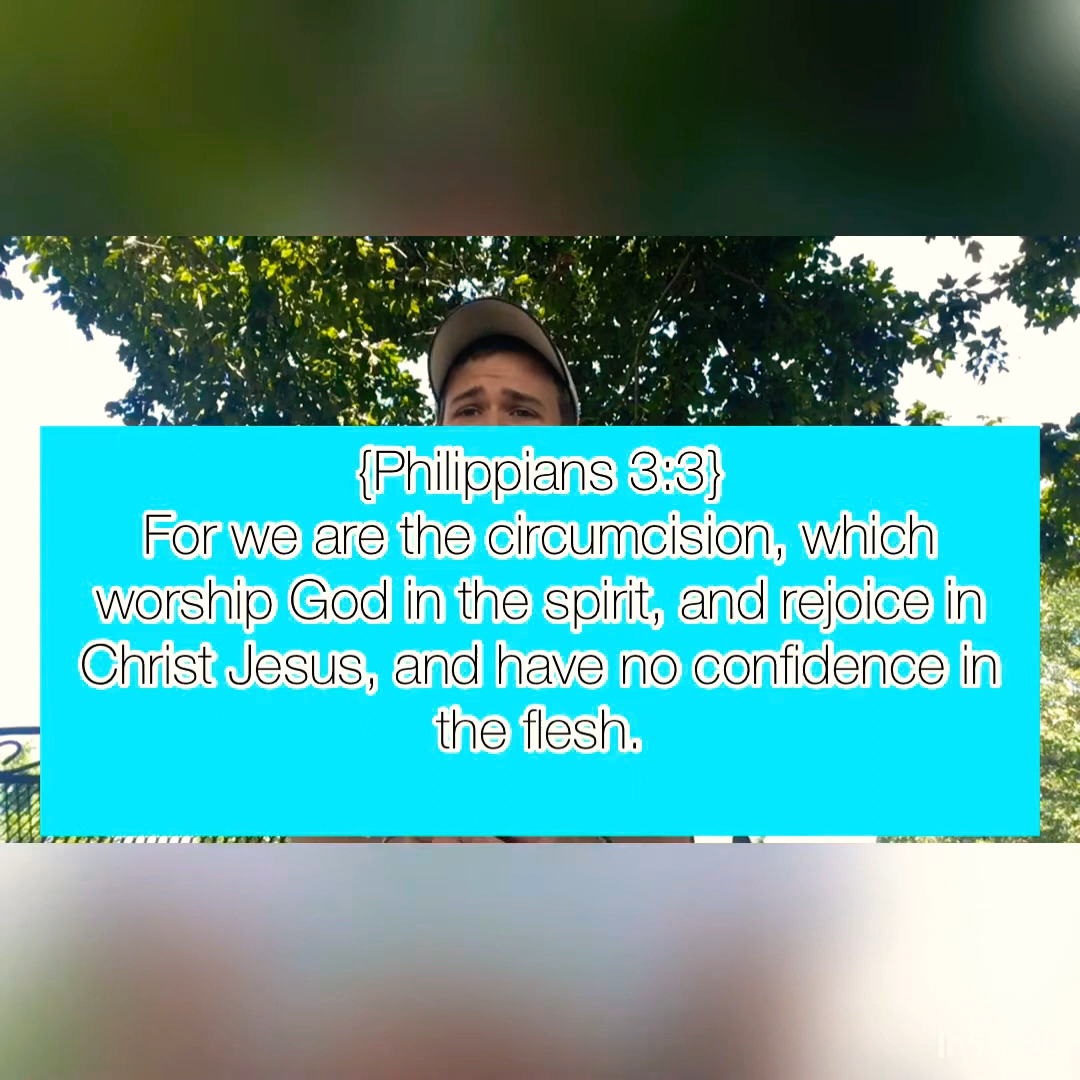 {Philippians 3:3}
For we are the circumcision, which
worship God in the spirit, and rejoice in
Christ Jesus, and have no confidence in
the flesh.